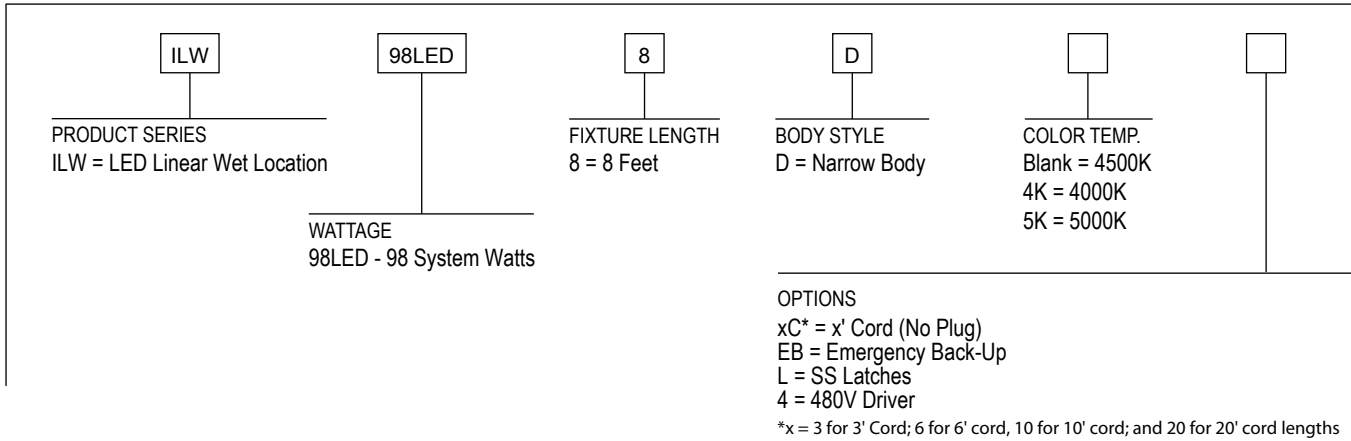 ILW 98LED 8 D
PRODUCT SERIES
ILW = LED Linear Wet Location
WATTAGE
98LED - 98 System Watts
FIXTURE LENGTH
8 = 8 Feet
BODY STYLE
D = Narrow Body
COLOR TEMP.
Blank = 4500K
4K = 4000K
5K = 5000K
OPTIONS
xC* = x' Cord (No Plug)
EB = Emergency Back-Up
L = SS Latches
4 = 480V Driver
*x = 3 for 3' Cord; 6 for 6' cord, 10 for 10' cord; and 20 for 20' cord lengths